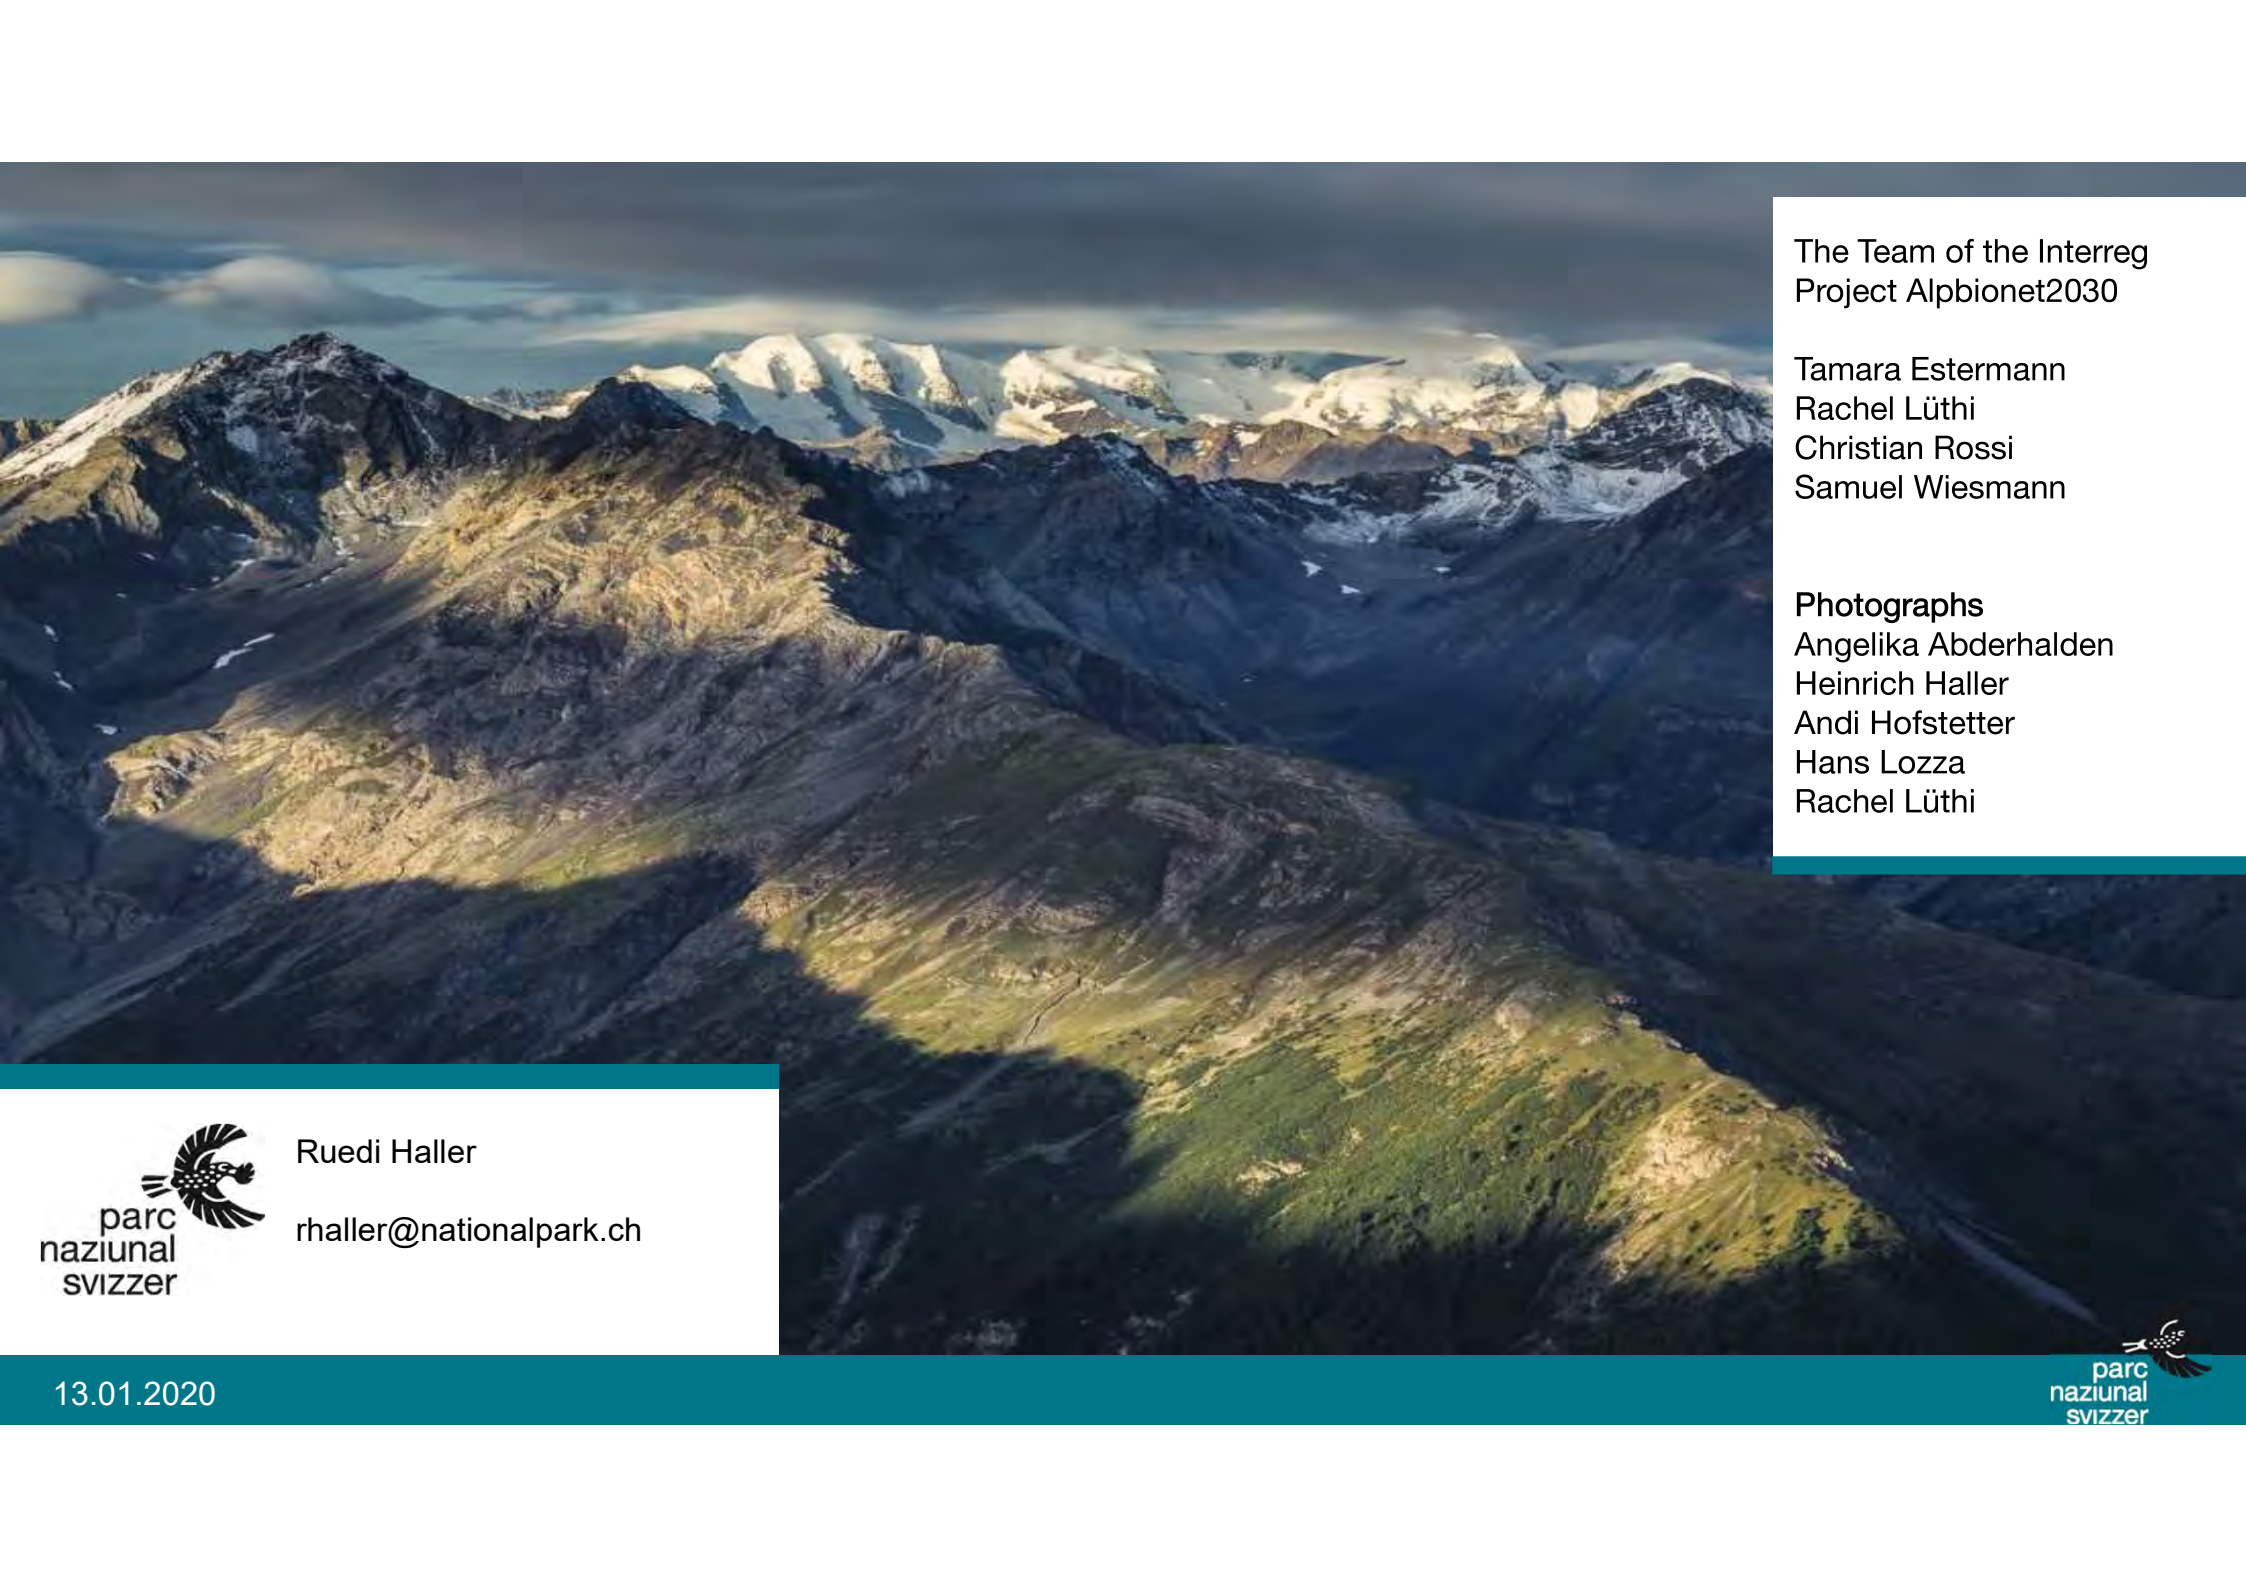 The Team of the Interreg
Project Alpbionet2030
Tamara Estermann
Rachel Lüthi
Christian Rossi
Samuel Wiesmann
Photographs
Angelika Abderhalden
Heinrich Haller
Andi Hofstetter
Hans Lozza
Rachel Lüthi
parc
naziunal
svizzer
Ruedi Haller
rhaller@nationalpark.ch
13.01.2020
parc
naziunal
svizzer